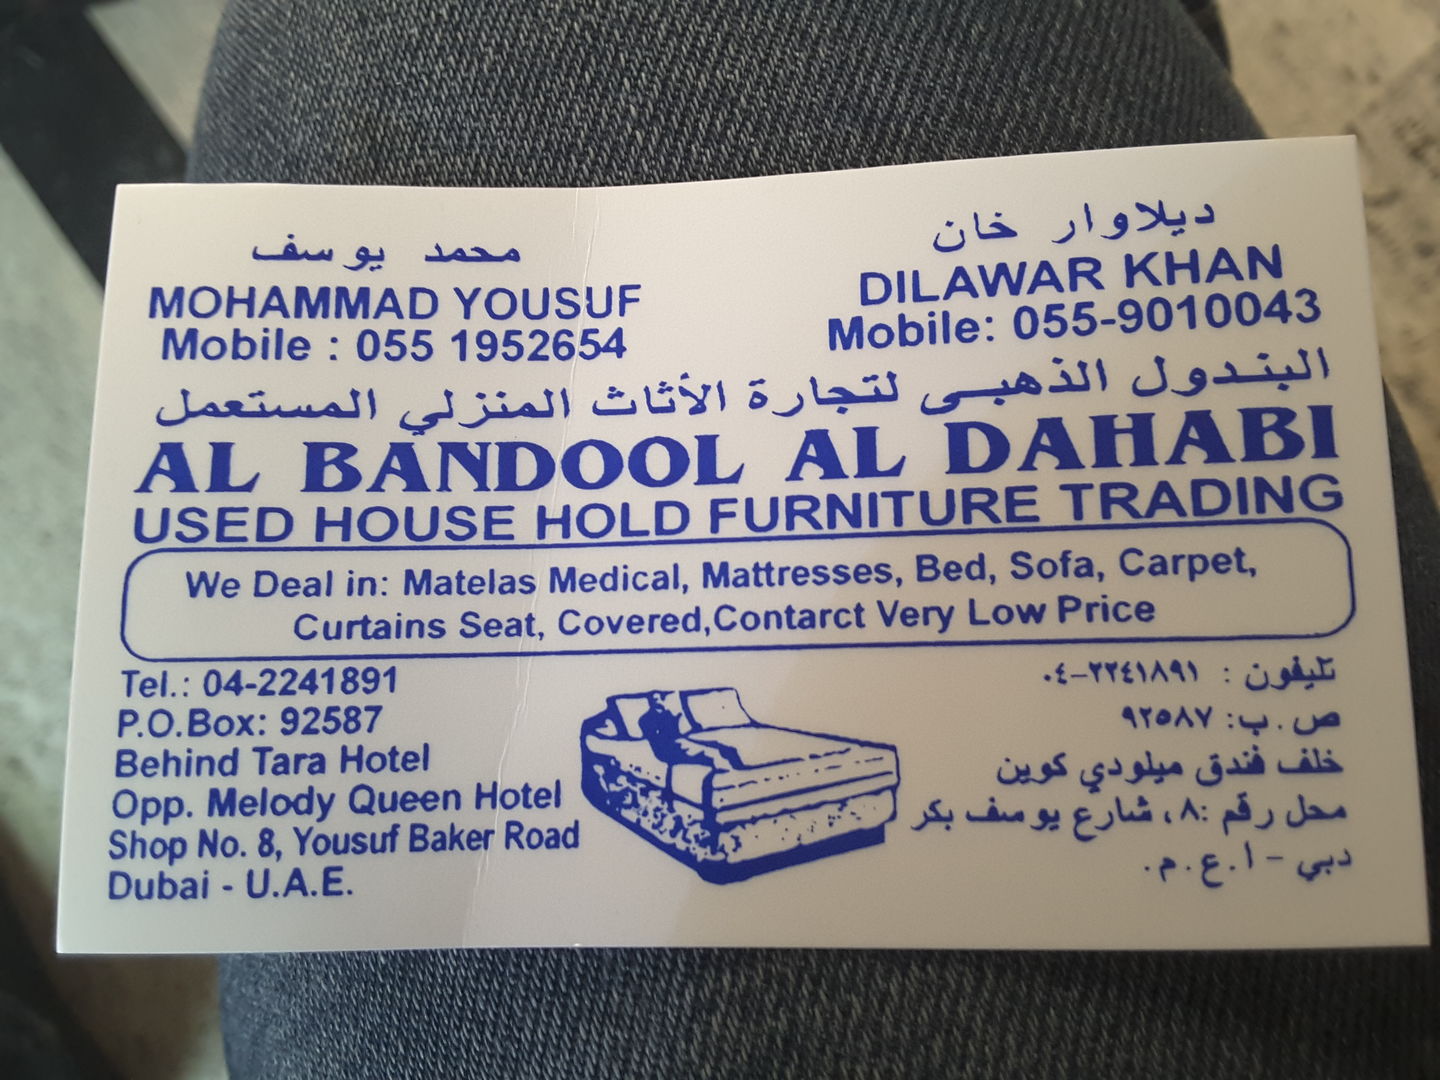 محمد يوسف
MOHAMMAD YOUSUF
Mobile : 055 1952654
ديلاوار خان
DILAWAR KHAN
Mobile: 055-9010043
البندول الذهبي لتجارة الأثاث المنزلي المستعمل
AL BANDOOL AL DAHABI
USED HOUSE HOLD FURNITURE TRADING
We Deal in: Matelas Medical, Mattresses, Bed, Sofa, Carpet,
Curtains Seat, Covered,Contarct Very Low Price
Tel.: 04-2241891
P.O.Box: 92587
Behind Tara Hotel
Opp. Melody Queen Hotel
Shop No. 8, Yousuf Baker Road
Dubai - U.A.E.
تليفون : ٢٢٤١٨٩١-٠٤
ص.ب: ٩٢٥٨٧
خلف فندق ميلودي كوين
محل رقم :٨، شارع يوسف بكر
دبي - ا.ع.م.